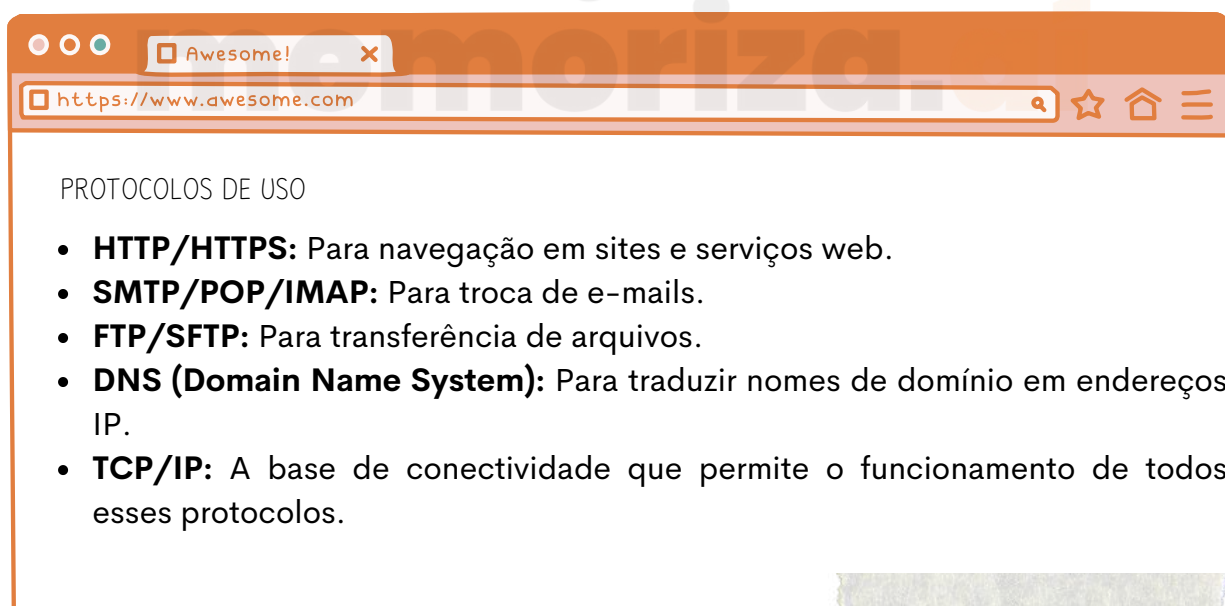 Awesome!
https://www.awesome.com
memoriza.ai
PROTOCOLOS DE USO
• HTTP/HTTPS: Para navegação em sites e serviços web.
• SMTP/POP/IMAP: Para troca de e-mails.
• FTP/SFTP: Para transferência de arquivos.
• DNS (Domain Name System): Para traduzir nomes de domínio em endereços
IP.
• TCP/IP: A base de conectividade que permite o funcionamento de todos
esses protocolos.